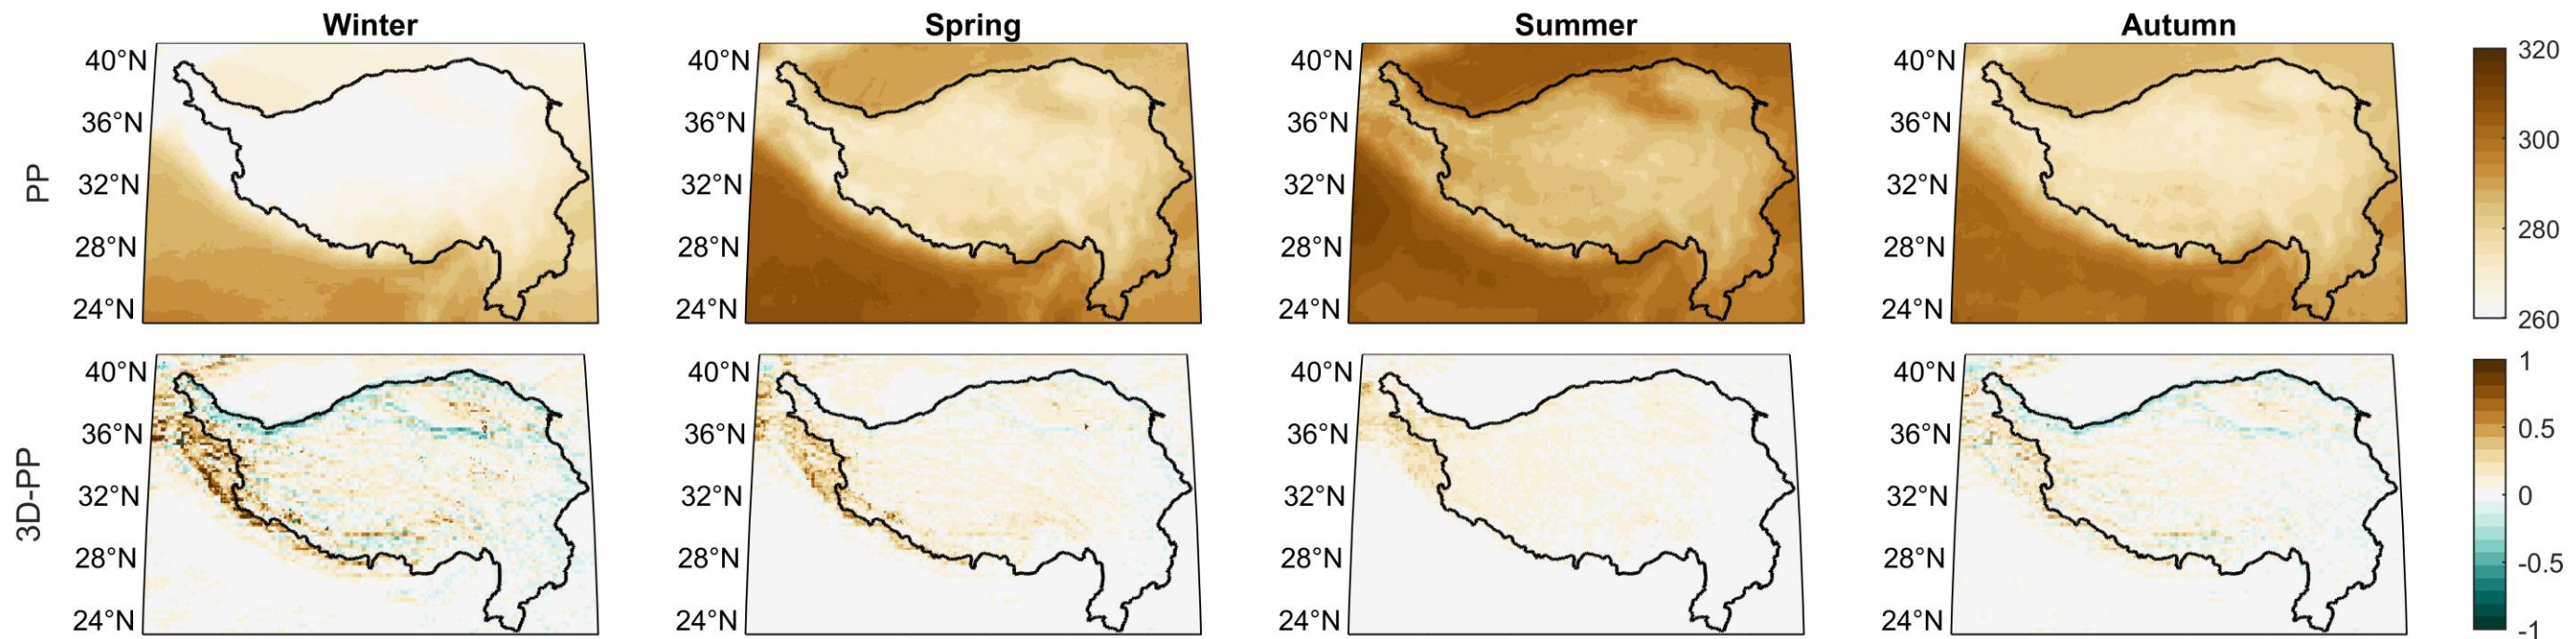 Winter Spring Summer Autumn
PP
40°N 40°N 40°N 40°N 320
36°N 36°N 36°N 36°N 300
32°N 32°N 32°N 32°N
28°N 28°N 28°N 28°N 280
24°N 24°N 24°N 24°N 260
3D-PP
40°N 40°N 40°N 40°N 1
36°N 36°N 36°N 36°N 0.5
32°N 32°N 32°N 32°N 0
28°N 28°N 28°N 28°N -0.5
24°N 24°N 24°N 24°N -1